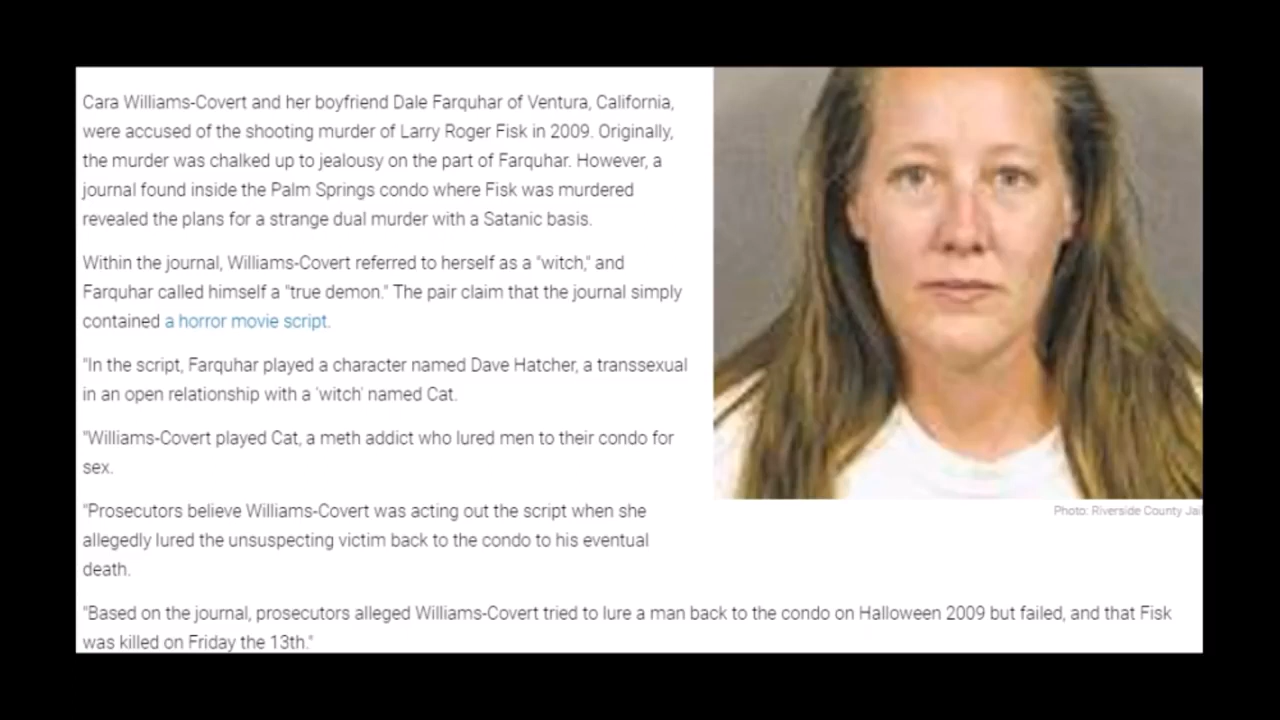 Cara Williams-Covert and her boyfriend Dale Farquhar of Ventura, California,
were accused of the shooting murder of Larry Roger Fisk in 2009. Originally,
the murder was chalked up to jealousy on the part of Farquhar. However, a
journal found inside the Palm Springs condo where Fisk was murdered
revealed the plans for a strange dual murder with a Satanic basis.
Within the journal, Williams-Covert referred to herself as a "witch," and
Farquhar called himself a "true demon." The pair claim that the journal simply
contained a horror movie script.
"In the script, Farquhar played a character named Dave Hatcher, a transsexual
in an open relationship with a 'witch' named Cat.
"Williams-Covert played Cat, a meth addict who lured men to their condo for
sex.
"Prosecutors believe Williams-Covert was acting out the script when she
allegedly lured the unsuspecting victim back to the condo to his eventual
death.
"Based on the journal, prosecutors alleged Williams-Covert tried to lure a man back to the condo on Halloween 2009 but failed, and that Fisk
was killed on Friday the 13th."
Photo: Riverside County Jail